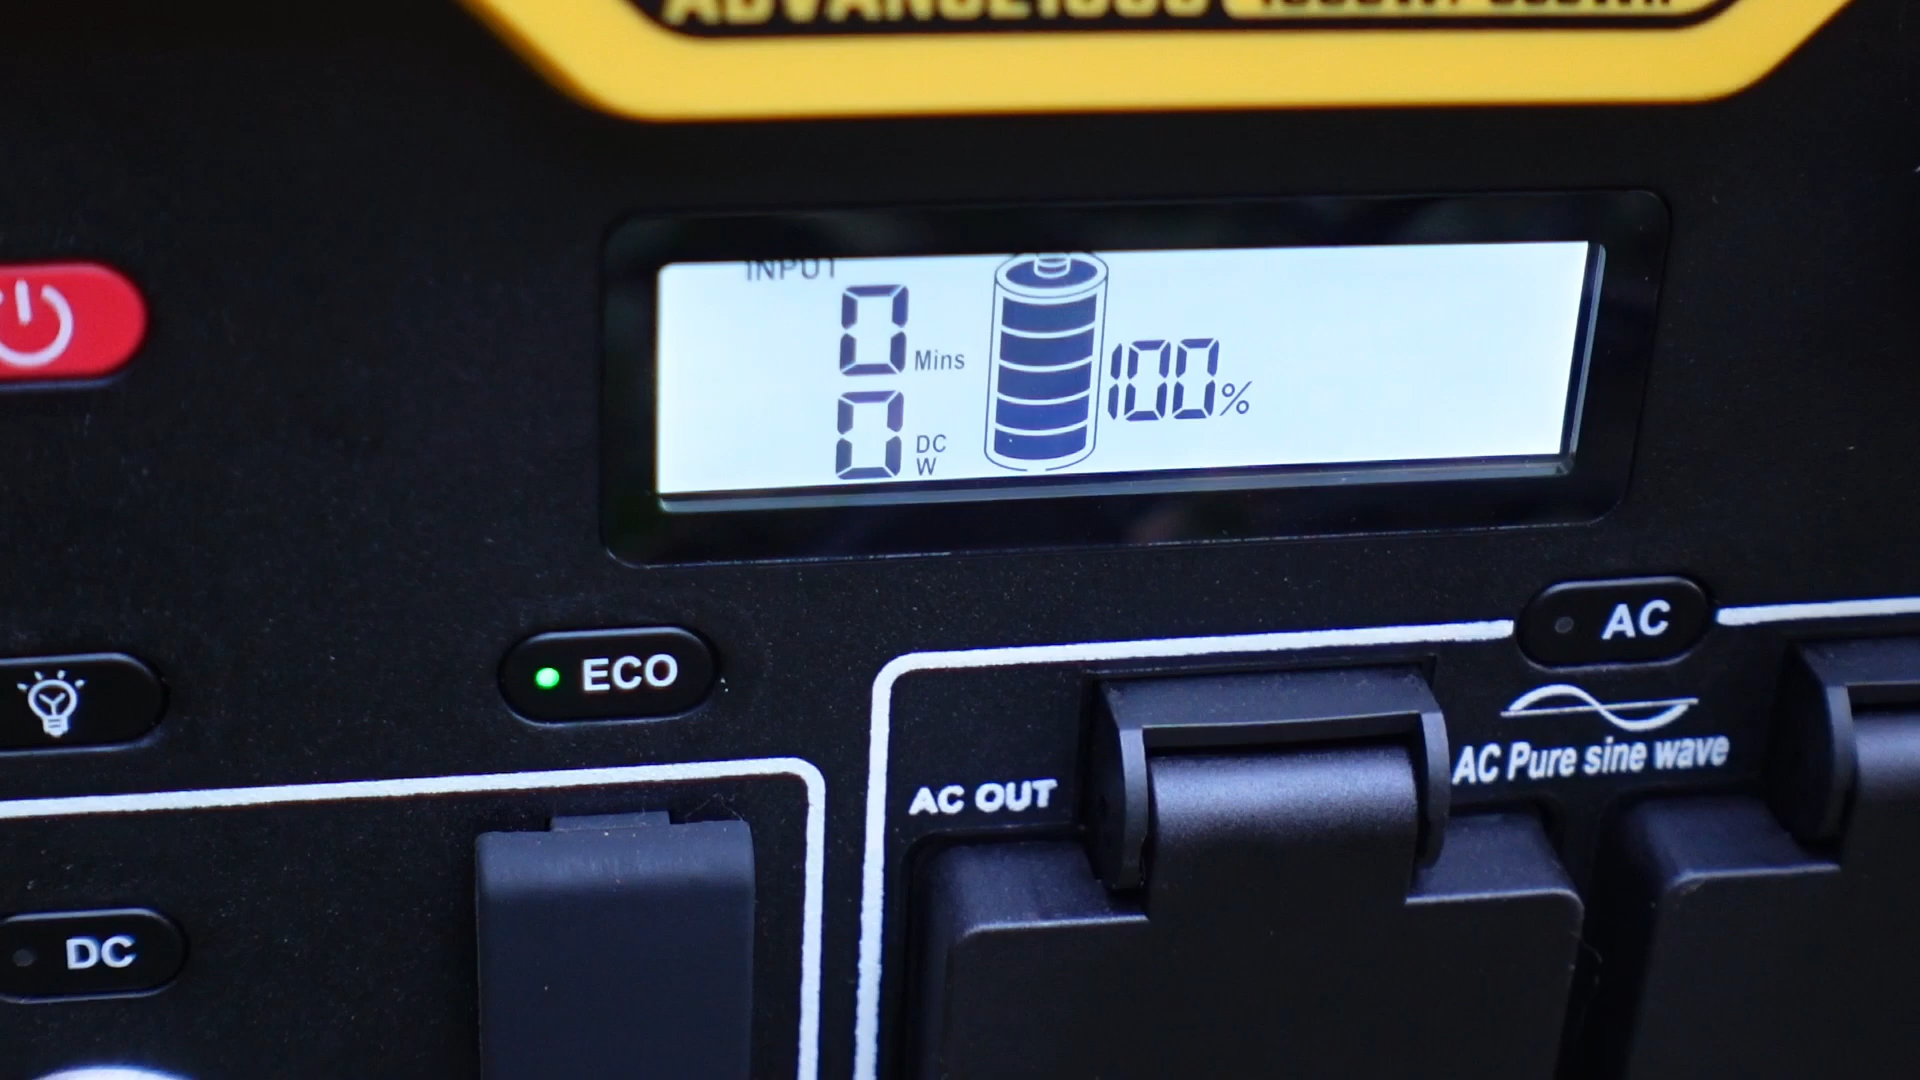 INPUT
0 Mins
0 DC W
100%
ECO
AC
AC Pure sine wave
AC OUT
DC